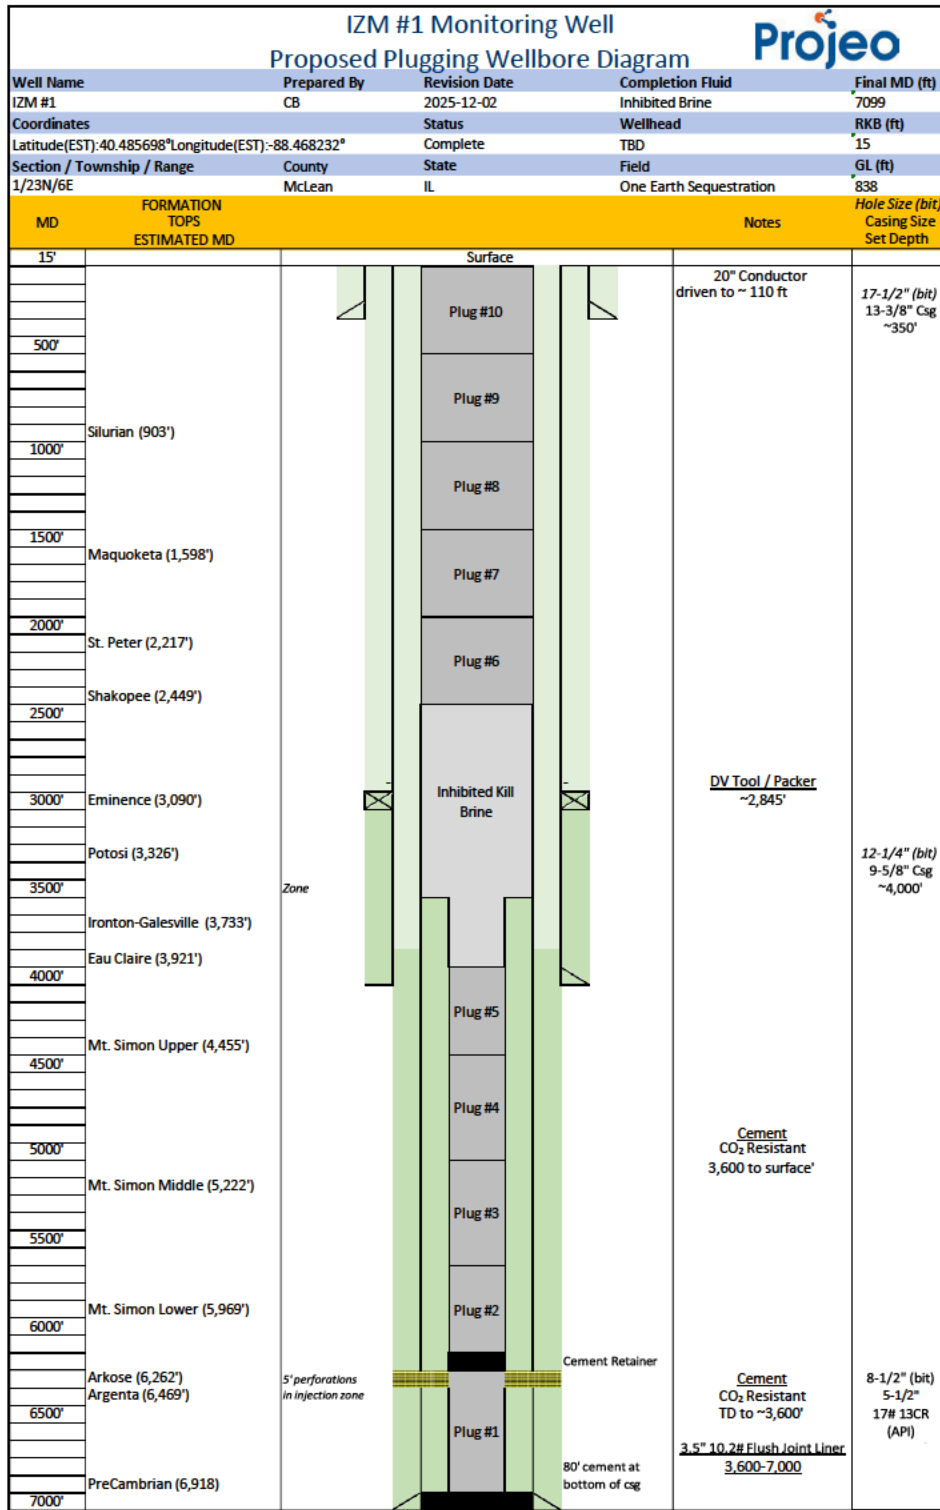 IZM #1 Monitoring Well
Proposed Plugging Wellbore Diagram
Projeo
Well Name Prepared By Revision Date Completion Fluid Final MD (ft)
IZM #1 CB 2025-12-02 Inhibited Brine 7099
Coordinates Status Wellhead RKB (ft)
Latitude(EST):40.485698°Longitude(EST):-88.468232° Complete TBD 15
Section / Township / Range County State Field GL (ft)
1/23N/6E McLean IL One Earth Sequestration 838
MD
FORMATION
TOPS
ESTIMATED MD
Notes
Hole Size (bit)
Casing Size
Set Depth
15' Surface
20" Conductor
driven to ~ 110 ft
17-1/2" (bit)
13-3/8" Csg
~350'
Plug #10
500'
Plug #9
Silurian (903')
1000'
Plug #8
1500'
Maquoketa (1,598')
Plug #7
2000'
St. Peter (2,217')
Plug #6
Shakopee (2,449')
2500'
DV Tool / Packer
~2,845'
Inhibited Kill
Brine
3000' Eminence (3,090')
Potosi (3,326')
12-1/4" (bit)
9-5/8" Csg
~4,000'
3500' Zone
Ironton-Galesville (3,733')
Eau Claire (3,921')
4000'
Plug #5
Mt. Simon Upper (4,455')
4500'
Plug #4
Cement
CO₂ Resistant
3,600 to surface'
5000'
Mt. Simon Middle (5,222')
Plug #3
5500'
Mt. Simon Lower (5,969')
Plug #2
6000'
Cement Retainer
Arkose (6,262')
Argenta (6,469')
5' perforations
in injection zone
Cement
CO₂ Resistant
TD to ~3,600'
8-1/2" (bit)
5-1/2"
17# 13CR
(API)
6500'
Plug #1
3.5" 10.2# Flush Joint Liner
3,600-7,000
80' cement at
bottom of csg
PreCambrian (6,918)
7000'